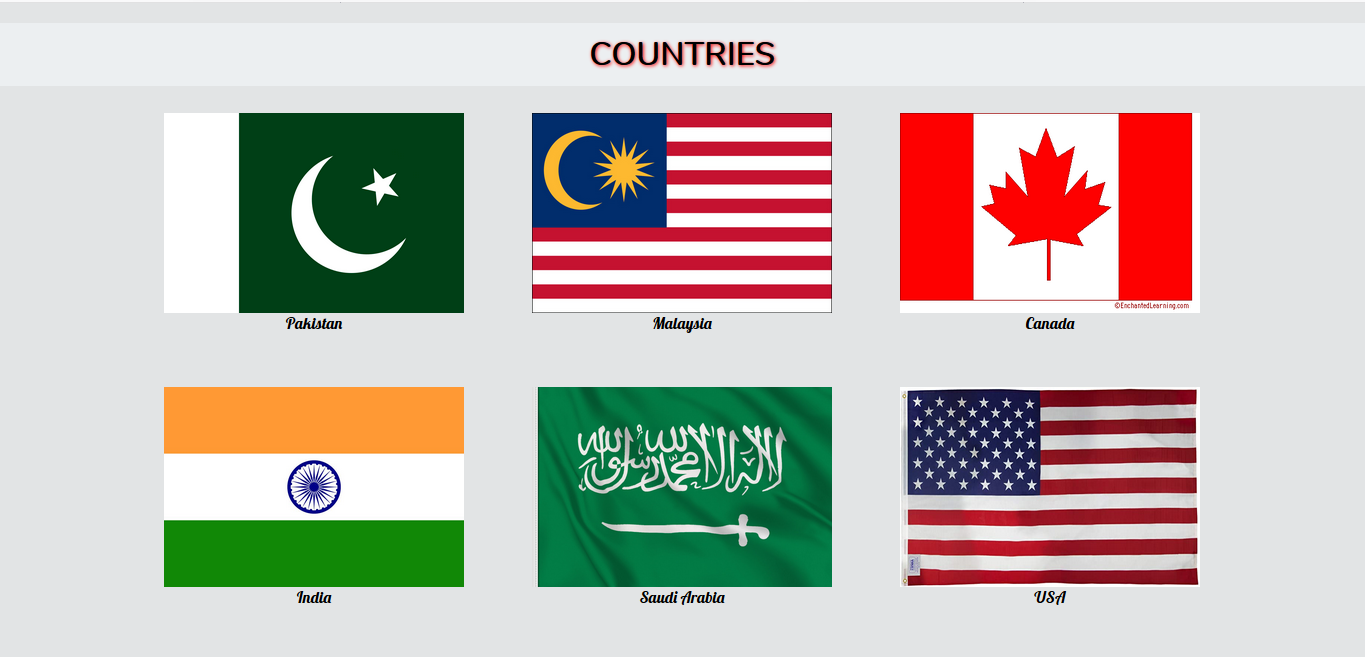 COUNTRIES
©EnchantedLearning.com
Pakistan
Malaysia
Canada
لا إله إلا الله محمد رسول الله
India
Saudi Arabia
USA